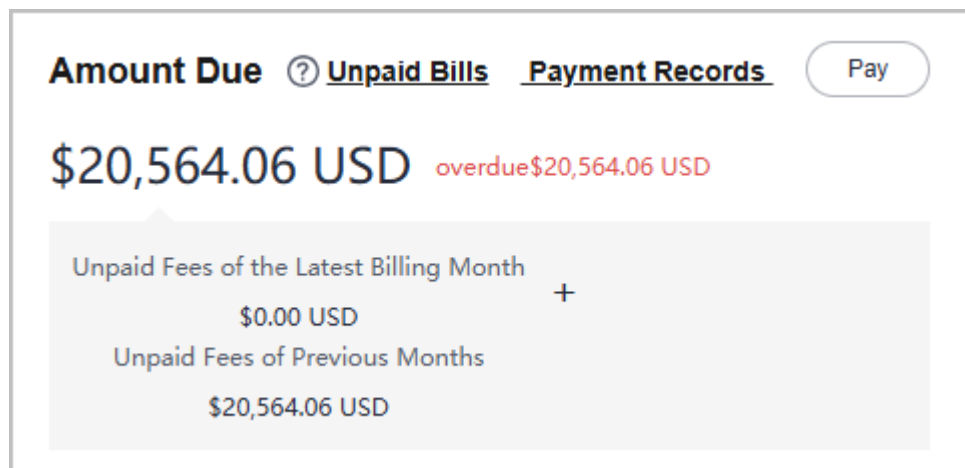 Amount Due ? Unpaid Bills Payment Records Pay
$20,564.06 USD overdue$20,564.06 USD
Unpaid Fees of the Latest Billing Month
+
$0.00 USD
Unpaid Fees of Previous Months
$20,564.06 USD